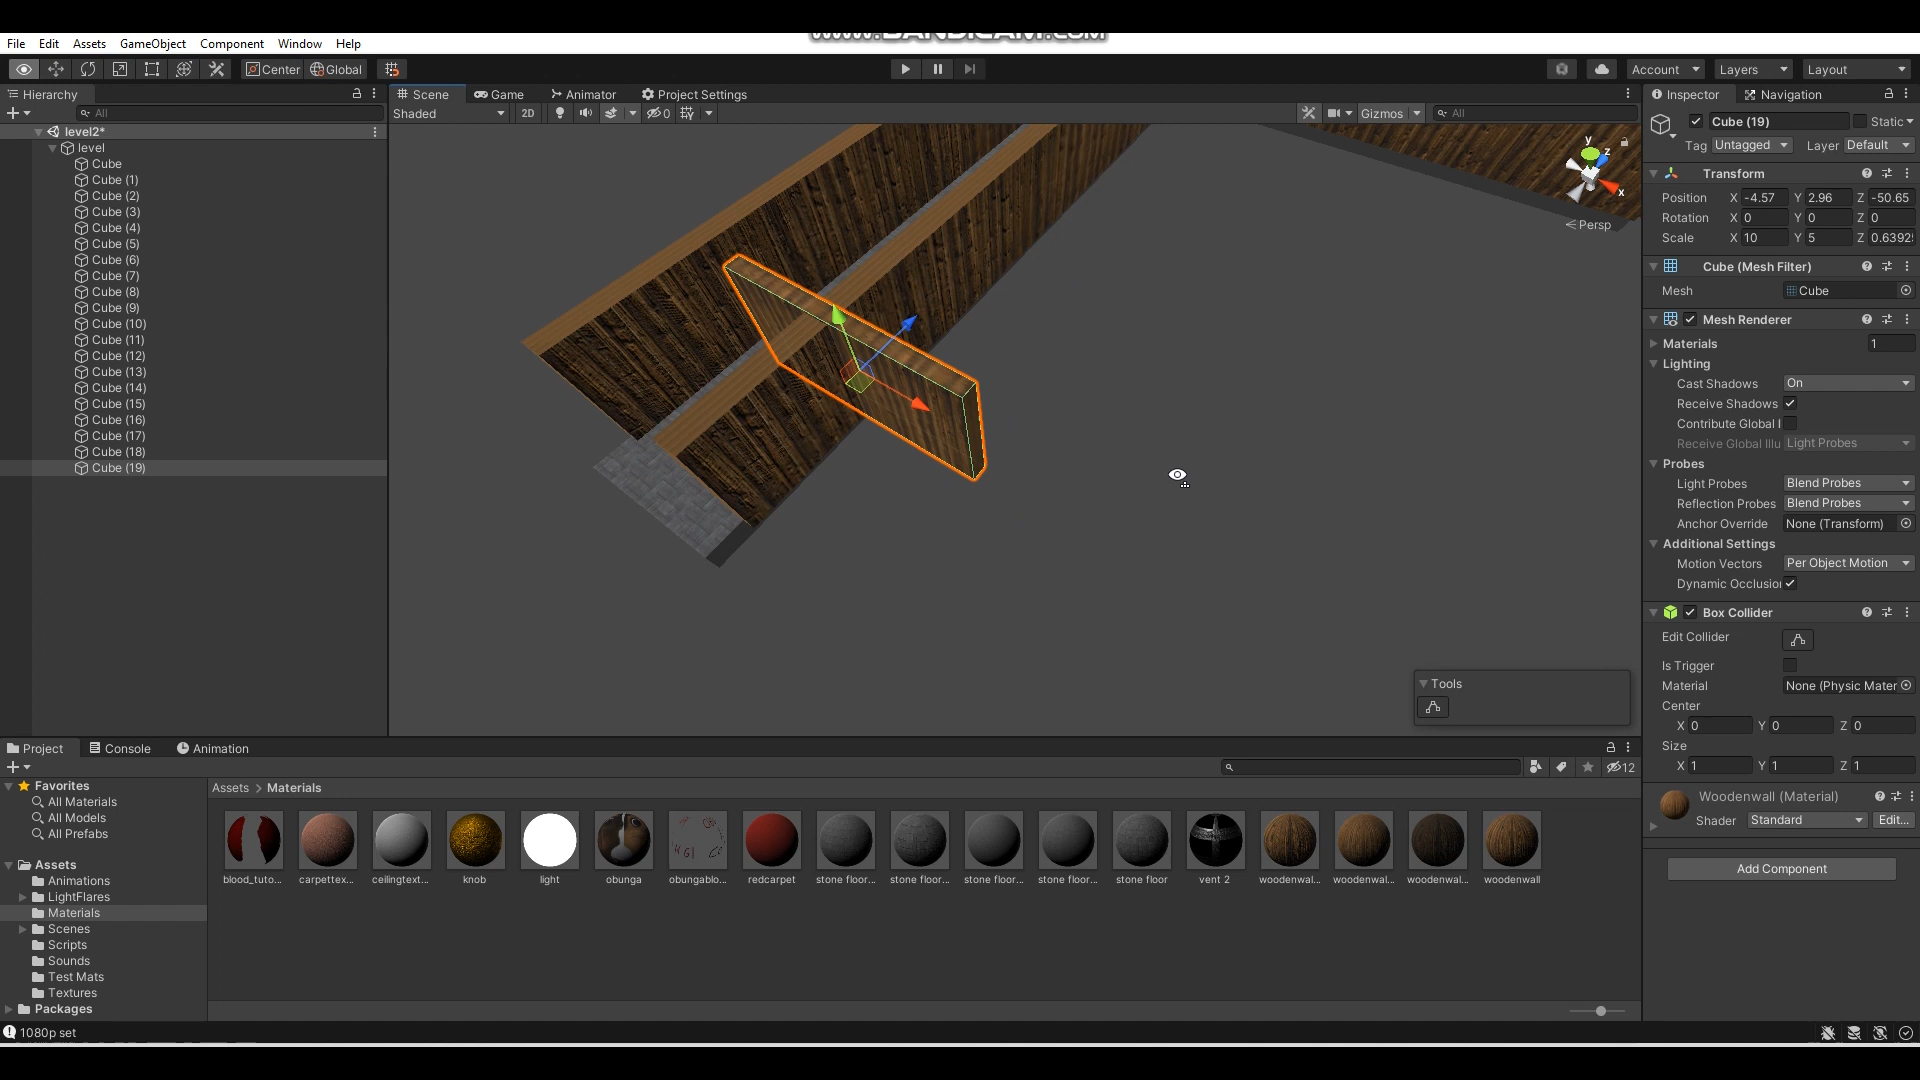 www.BANDICAM.com
File Edit Assets GameObject Component Window Help
Center Global Account Layers Layout
Hierarchy Scene Game Animator Project Settings Inspector Navigation
All Shaded 2D 0 Gizmos All
level2*
level
Cube
Cube (1)
Cube (2)
Cube (3)
Cube (4)
Cube (5)
Cube (6)
Cube (7)
Cube (8)
Cube (9)
Cube (10)
Cube (11)
Cube (12)
Cube (13)
Cube (14)
Cube (15)
Cube (16)
Cube (17)
Cube (18)
Cube (19)
y
z
x
Persp
Tools
Cube (19) Static
Tag Untagged Layer Default
Transform
Position X -4.57 Y 2.96 Z -50.65
Rotation X 0 Y 0 Z 0
Scale X 10 Y 5 Z 0.6392
Cube (Mesh Filter)
Mesh Cube
Mesh Renderer
Materials 1
Lighting
Cast Shadows On
Receive Shadows
Contribute Global I
Receive Global Illu Light Probes
Probes
Light Probes Blend Probes
Reflection Probes Blend Probes
Anchor Override None (Transform)
Additional Settings
Motion Vectors Per Object Motion
Dynamic Occlusion
Box Collider
Edit Collider
Is Trigger
Material None (Physic Mater
Center
X 0 Y 0 Z 0
Size
X 1 Y 1 Z 1
Woodenwall (Material)
Shader Standard Edit...
Add Component
Project Console Animation
12
Favorites
All Materials
All Models
All Prefabs
Assets
Animations
LightFlares
Materials
Scenes
Scripts
Sounds
Test Mats
Textures
Packages
Assets > Materials
blood_tuto... carpettex... ceilingtext... knob light obunga obungablo... redcarpet stone floor... stone floor... stone floor... stone floor... stone floor vent 2 woodenwal... woodenwal... woodenwal... woodenwall
1080p set